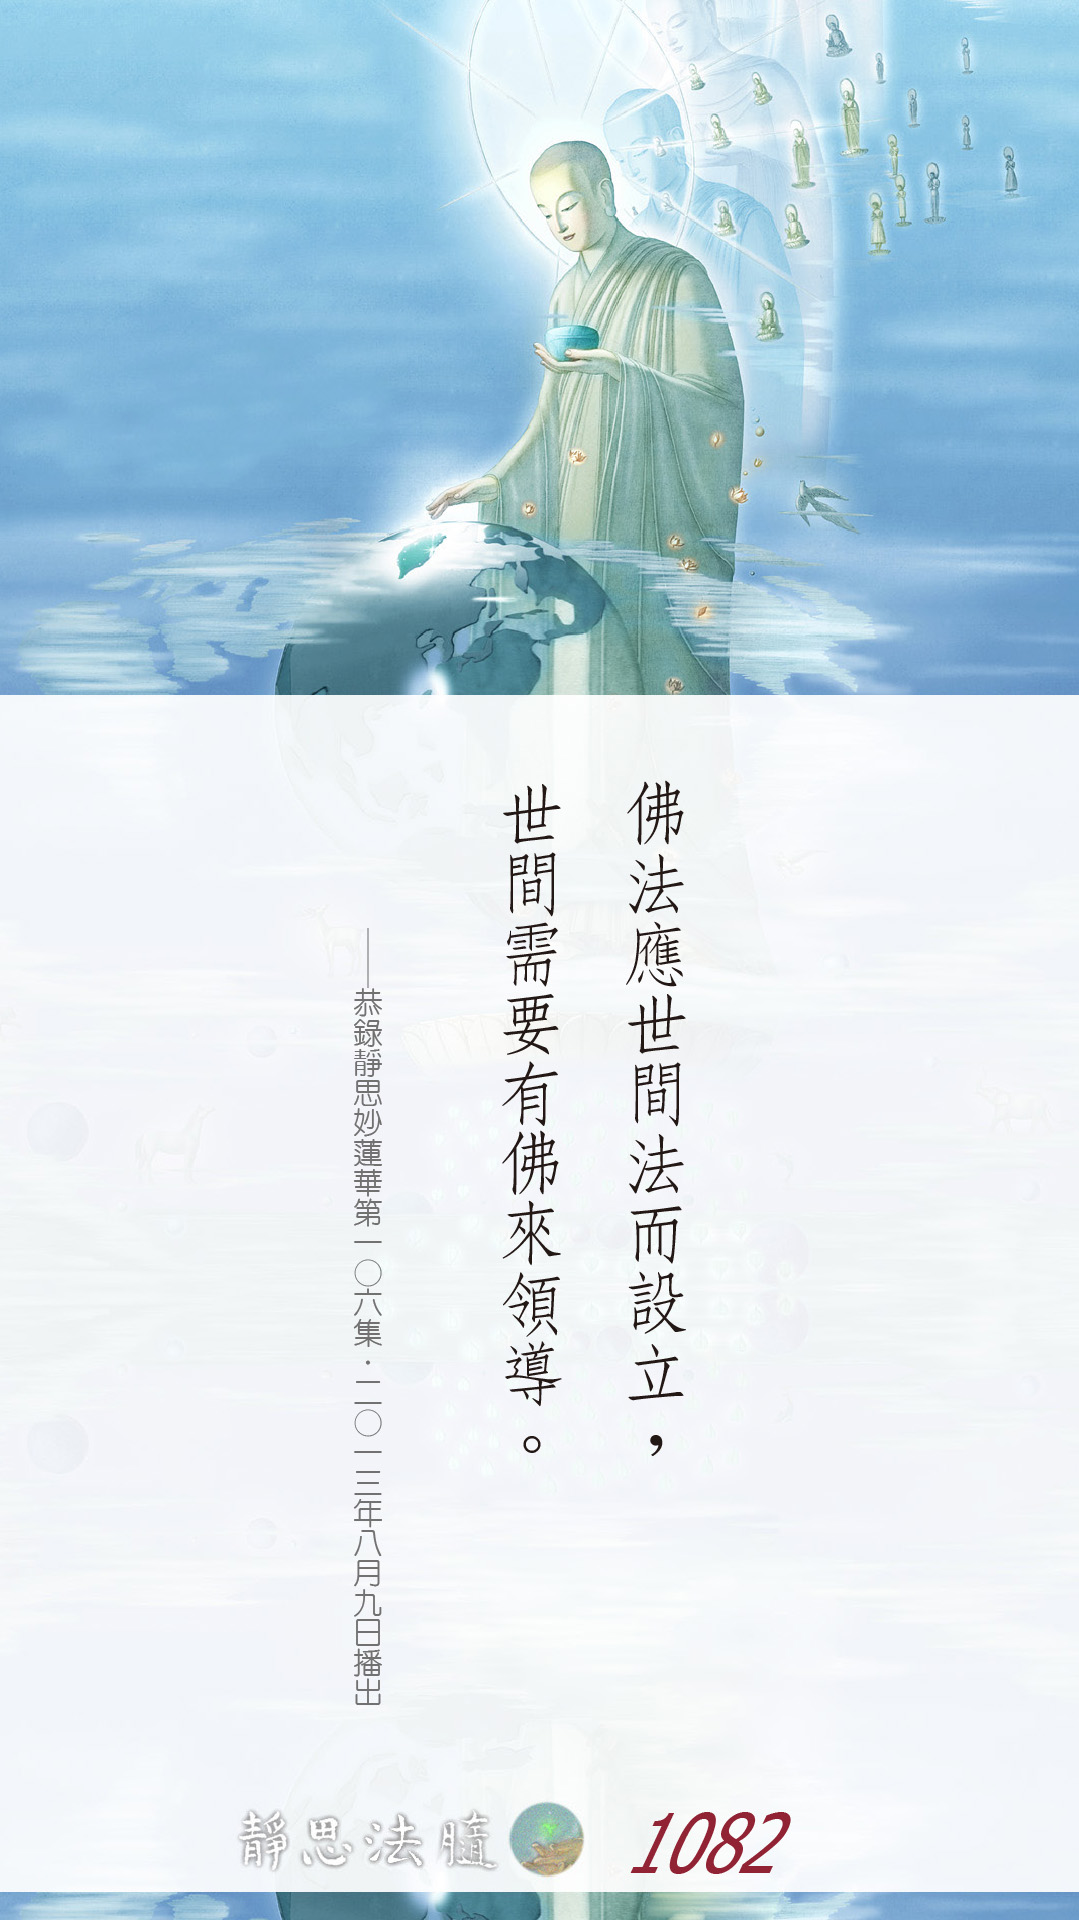 佛法應世間法而設立，
世間需要有佛來領導。
——恭錄靜思妙蓮華第一〇六集·二〇一三年八月九日播出
靜思法髓
1082